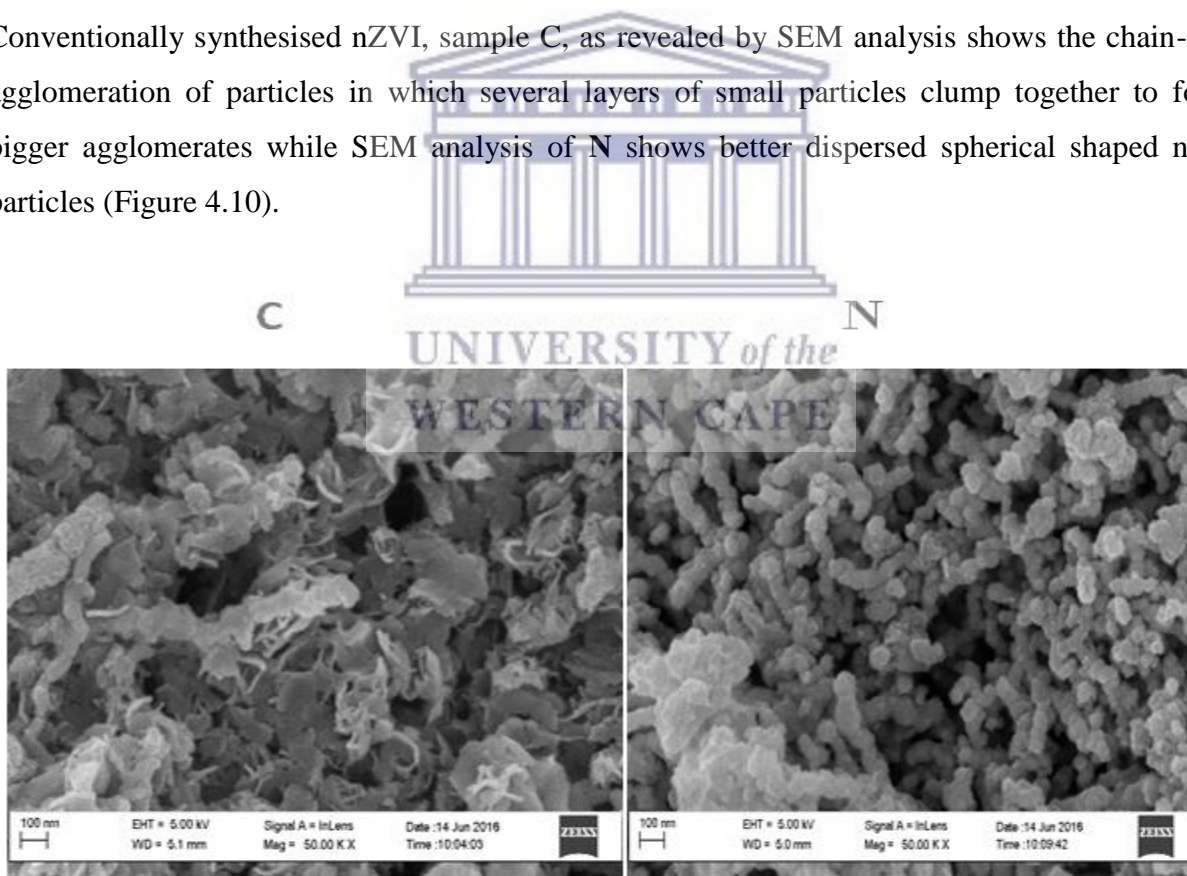 Conventionally synthesised nZVI, sample C, as revealed by SEM analysis shows the chain-
agglomeration of particles in which several layers of small particles clump together to fo
bigger agglomerates while SEM analysis of N shows better dispersed spherical shaped n
particles (Figure 4.10).
C
N
UNIVERSITY of the
WESTERN CAPE
100 nm
EHT = 5.00 kV
Signal A = InLens
Date :14 Jun 2016
ZEISS
WD = 5.1 mm
Mag = 50.00 K X
Time :10:04:03
100 nm
EHT = 5.00 kV
Signal A = InLens
Date :14 Jun 2016
ZEISS
WD = 5.0 mm
Mag = 50.00 K X
Time :10:09:42